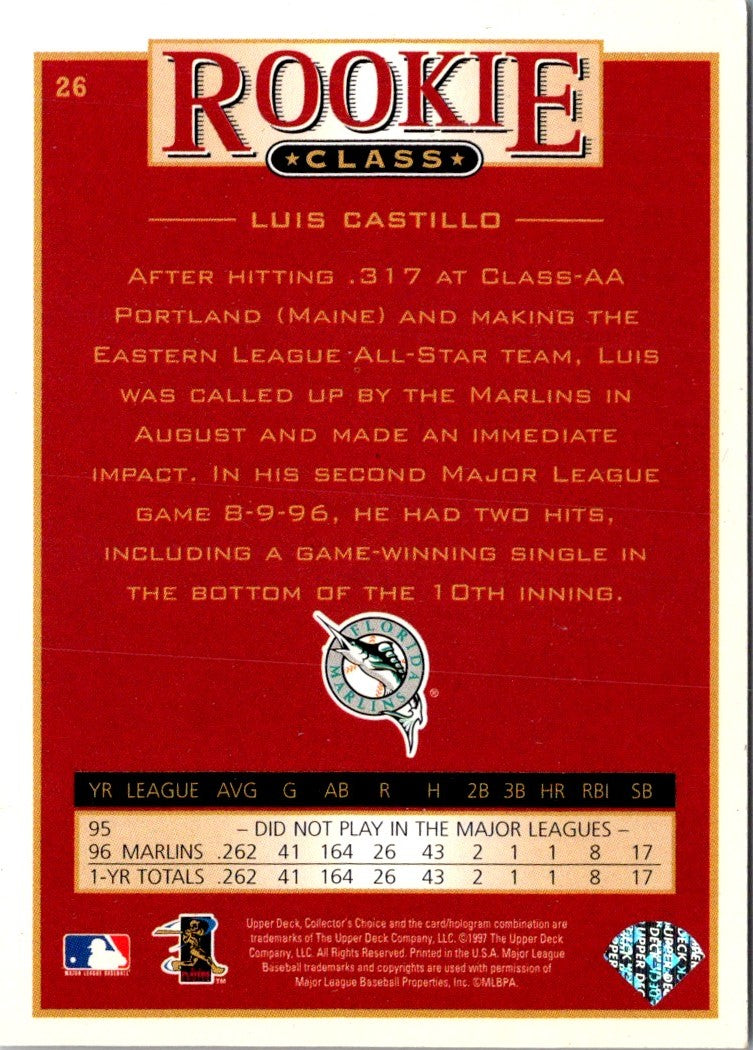 26
ROOKIE
★CLASS★
LUIS CASTILLO
AFTER HITTING .317 AT CLASS-AA
PORTLAND (MAINE) AND MAKING THE
EASTERN LEAGUE ALL-STAR TEAM, LUIS
WAS CALLED UP BY THE MARLINS IN
AUGUST AND MADE AN IMMEDIATE
IMPACT. IN HIS SECOND MAJOR LEAGUE
GAME 8-9-96, HE HAD TWO HITS,
INCLUDING A GAME-WINNING SINGLE IN
THE BOTTOM OF THE 10TH INNING.
FLORIDA
MARLINS
®
YR LEAGUE AVG G AB R H 2B 3B HR RBI SB
95 – DID NOT PLAY IN THE MAJOR LEAGUES –
96 MARLINS .262 41 164 26 43 2 1 1 8 17
1-YR TOTALS .262 41 164 26 43 2 1 1 8 17
Upper Deck, Collector's Choice and the card/hologram combination are
trademarks of The Upper Deck Company, LLC. ©1997 The Upper Deck
Company, LLC. All Rights Reserved. Printed in the U.S.A. Major League
Baseball trademarks and copyrights are used with permission of
Major League Baseball Properties, Inc. ©MLBPA.
MAJOR LEAGUE BASEBALL
PLAYERS
TM